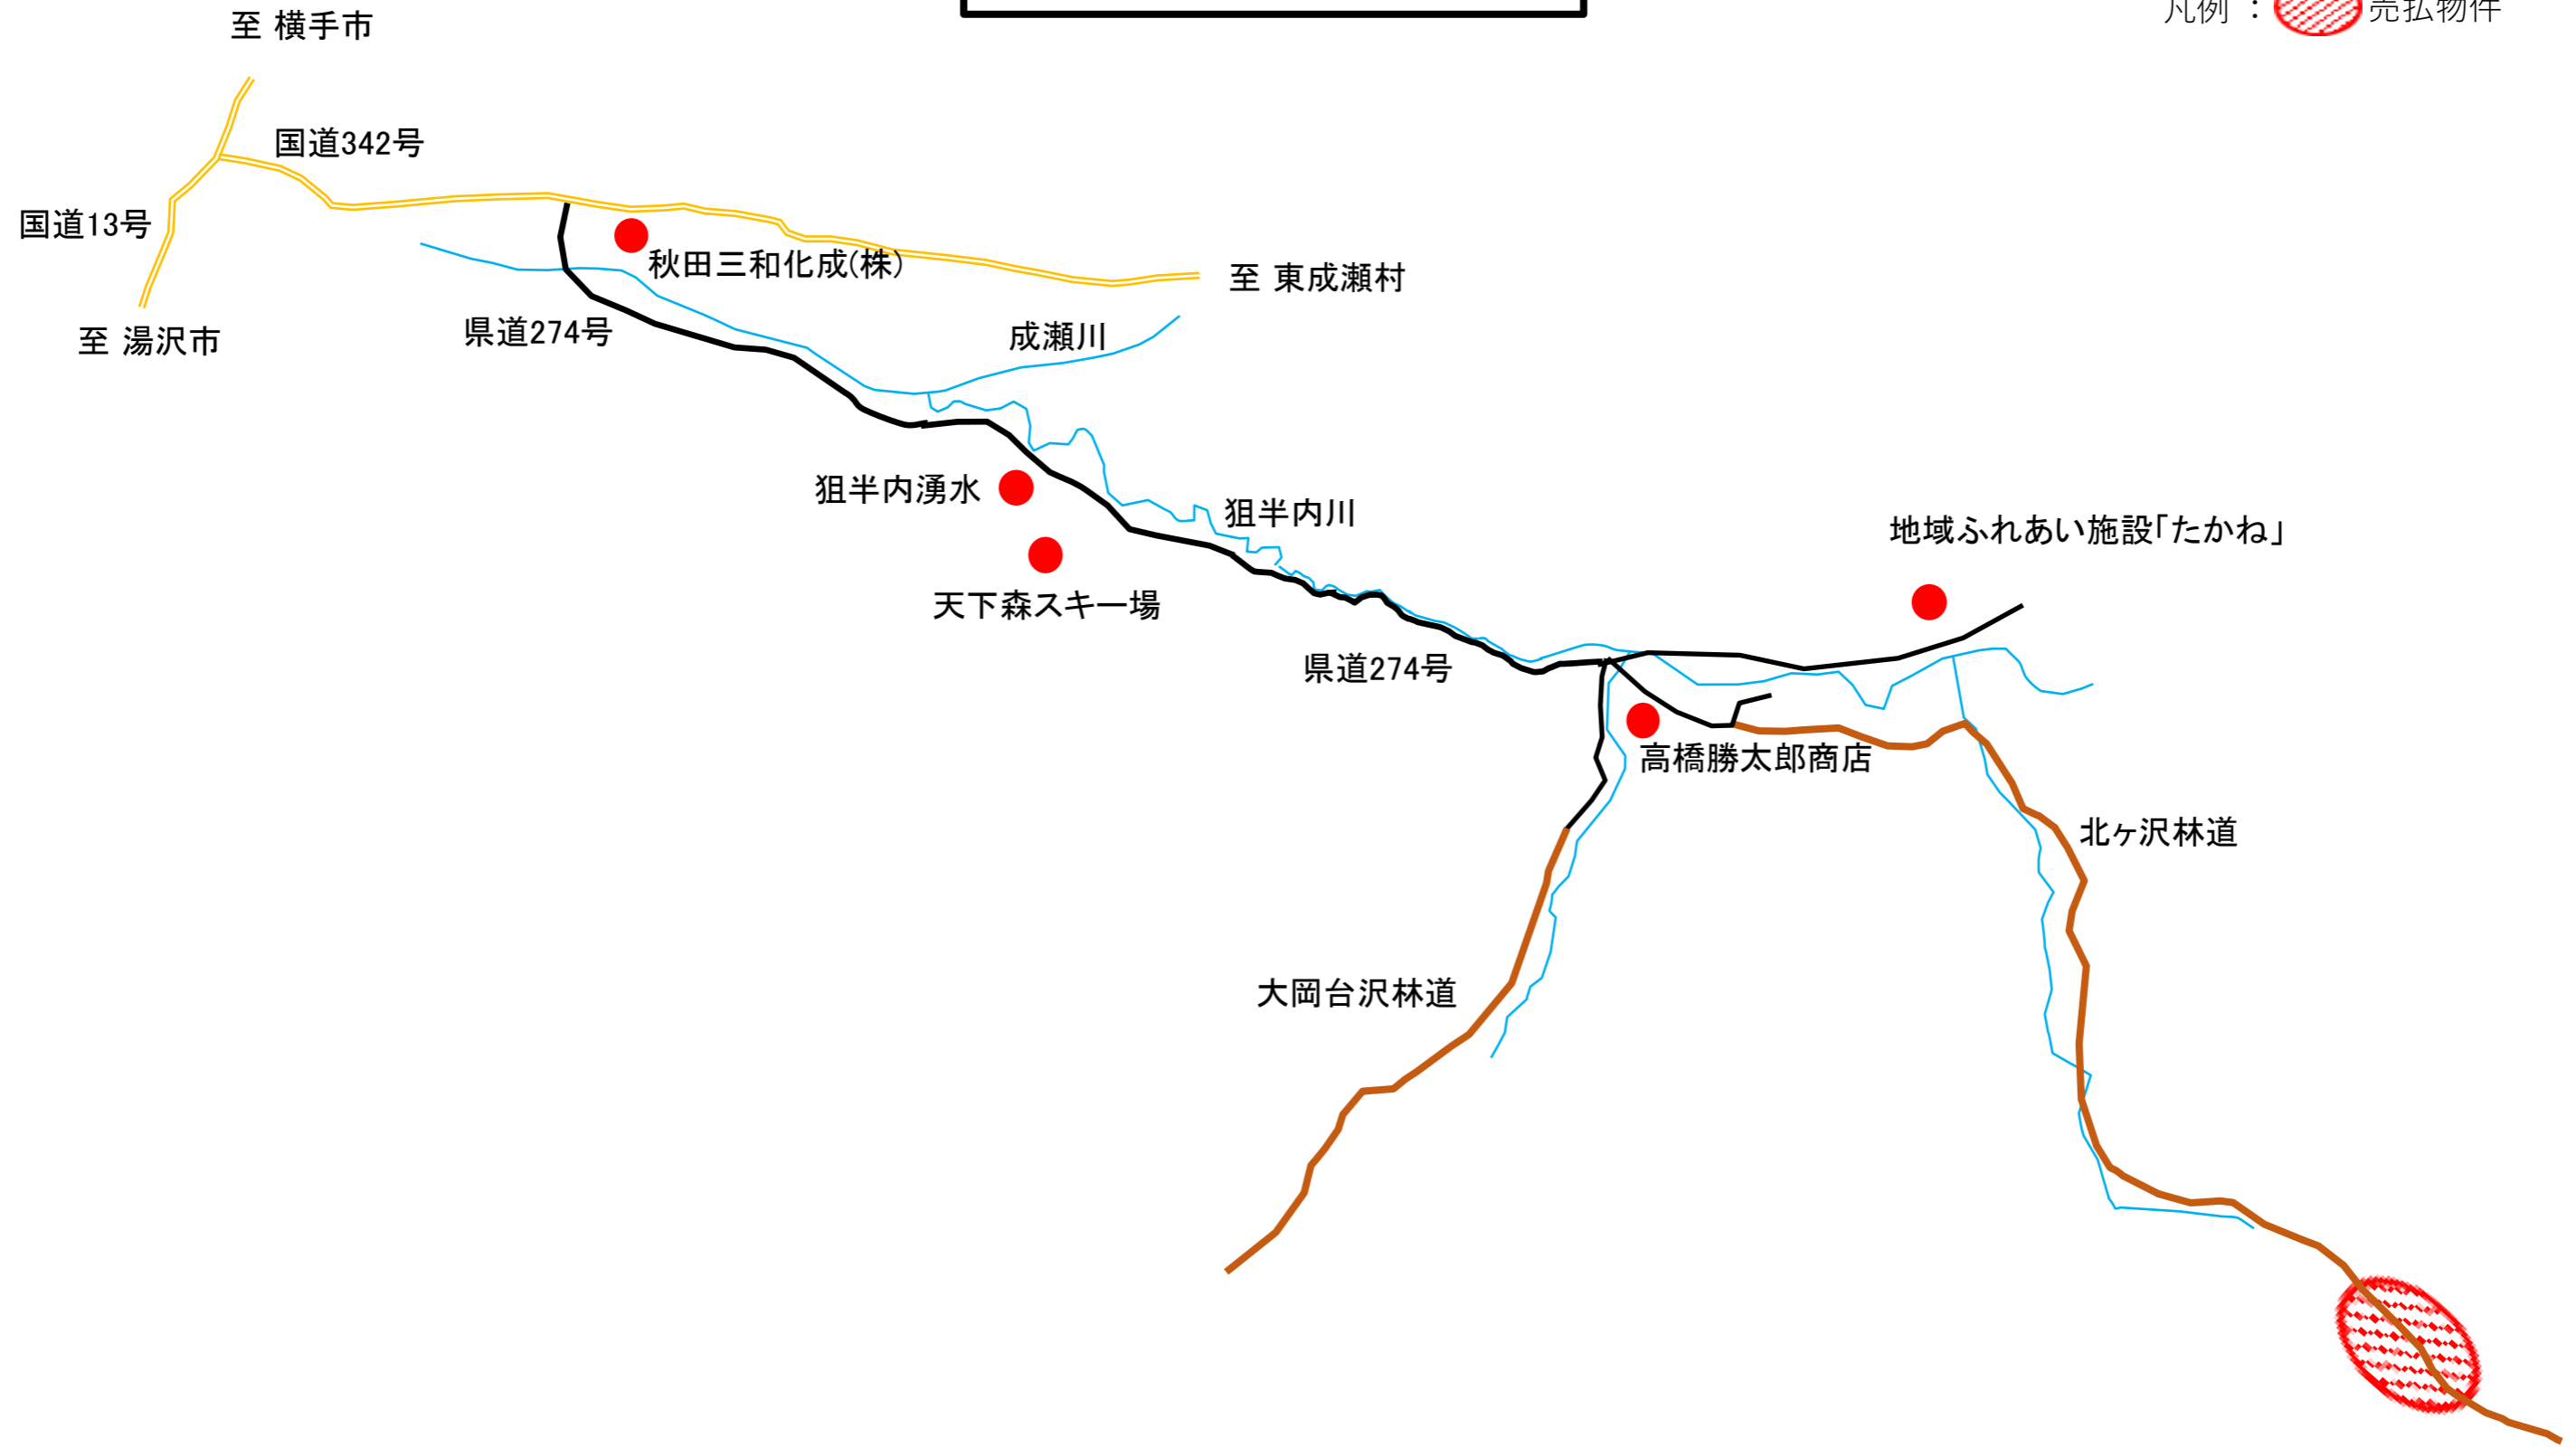 至 横手市
凡例 : 売払物件
国道342号
国道13号
秋田三和化成(株)
至 東成瀬村
県道274号
成瀬川
至 湯沢市
狙半内湧水
狙半内川
地域ふれあい施設「たかね」
天下森スキー場
県道274号
高橋勝太郎商店
北ヶ沢林道
大岡台沢林道